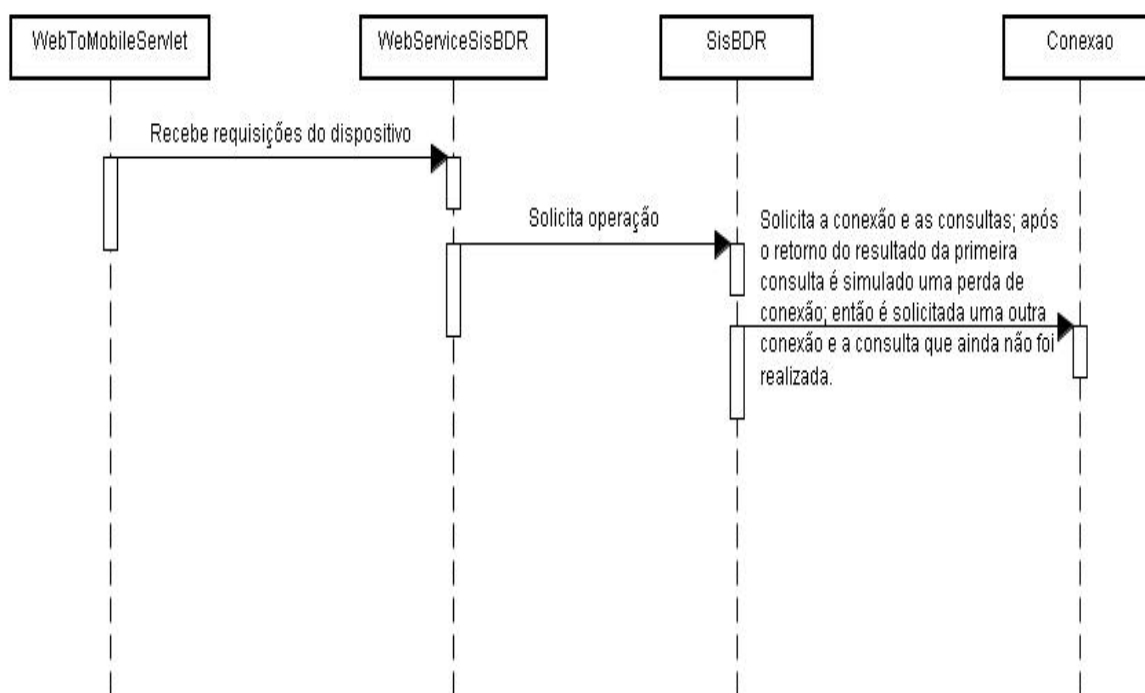 WebToMobileServlet
WebServiceSisBDR
SisBDR
Conexao
Recebe requisições do dispositivo
Solicita operação
Solicita a conexão e as consultas; após
o retorno do resultado da primeira
consulta é simulado uma perda de
conexão; então é solicitada uma outra
conexão e a consulta que ainda não foi
realizada.